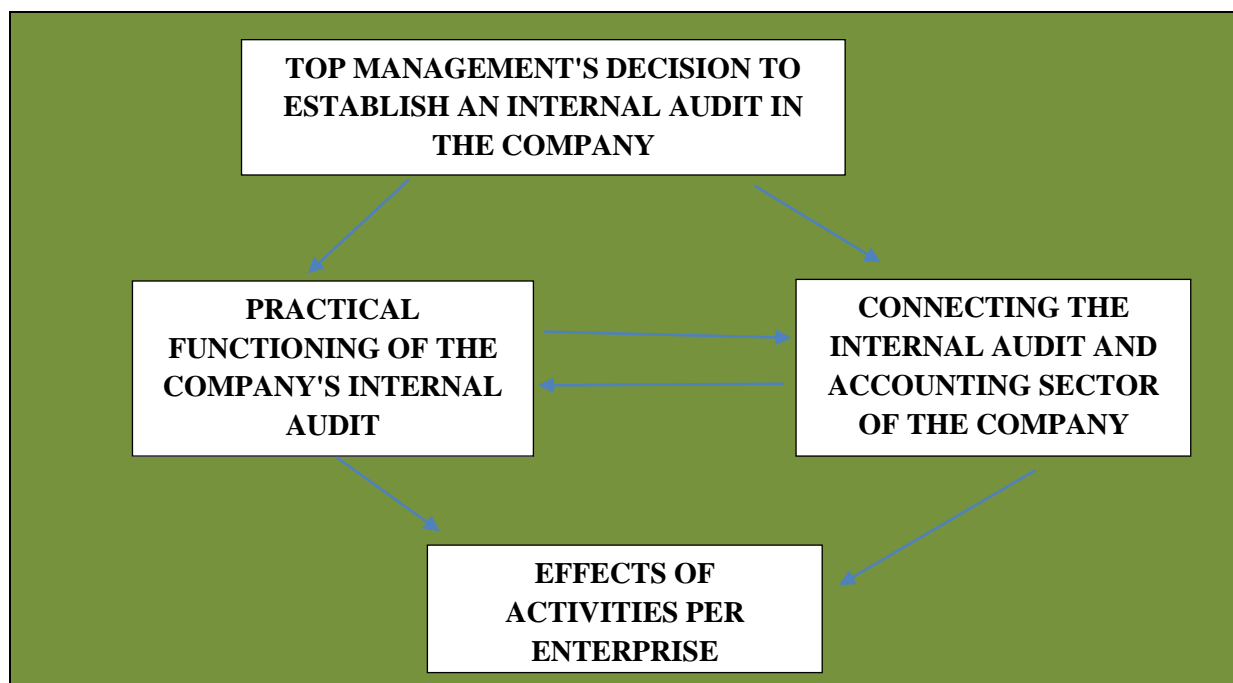 TOP MANAGEMENT'S DECISION TO
ESTABLISH AN INTERNAL AUDIT IN
THE COMPANY
PRACTICAL
FUNCTIONING OF THE
COMPANY'S INTERNAL
AUDIT
CONNECTING THE
INTERNAL AUDIT AND
ACCOUNTING SECTOR
OF THE COMPANY
EFFECTS OF
ACTIVITIES PER
ENTERPRISE